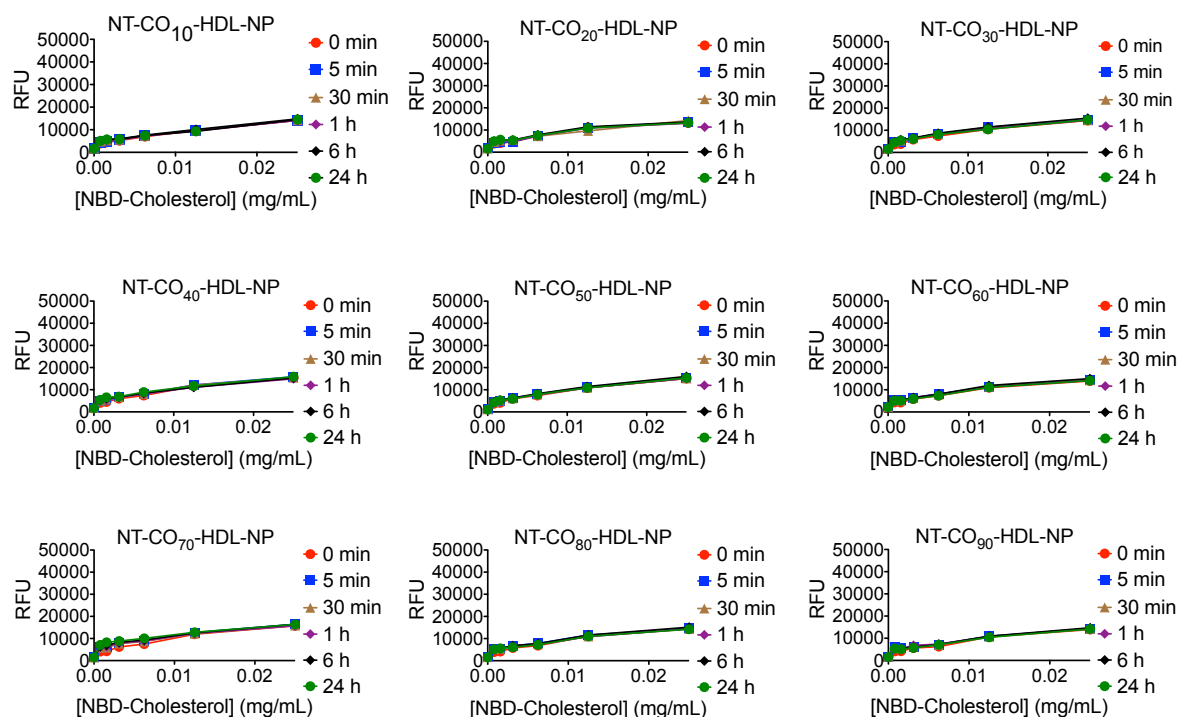 NT-CO10-HDL-NP
50000
40000
30000
20000
10000
0
RFU
0.00 0.01 0.02
[NBD-Cholesterol] (mg/mL)
0 min
5 min
30 min
1 h
6 h
24 h
NT-CO20-HDL-NP
50000
40000
30000
20000
10000
0
RFU
0.00 0.01 0.02
[NBD-Cholesterol] (mg/mL)
0 min
5 min
30 min
1 h
6 h
24 h
NT-CO30-HDL-NP
50000
40000
30000
20000
10000
0
RFU
0.00 0.01 0.02
[NBD-Cholesterol] (mg/mL)
0 min
5 min
30 min
1 h
6 h
24 h
NT-CO40-HDL-NP
50000
40000
30000
20000
10000
0
RFU
0.00 0.01 0.02
[NBD-Cholesterol] (mg/mL)
0 min
5 min
30 min
1 h
6 h
24 h
NT-CO50-HDL-NP
50000
40000
30000
20000
10000
0
RFU
0.00 0.01 0.02
[NBD-Cholesterol] (mg/mL)
0 min
5 min
30 min
1 h
6 h
24 h
NT-CO60-HDL-NP
50000
40000
30000
20000
10000
0
RFU
0.00 0.01 0.02
[NBD-Cholesterol] (mg/mL)
0 min
5 min
30 min
1 h
6 h
24 h
NT-CO70-HDL-NP
50000
40000
30000
20000
10000
0
RFU
0.00 0.01 0.02
[NBD-Cholesterol] (mg/mL)
0 min
5 min
30 min
1 h
6 h
24 h
NT-CO80-HDL-NP
50000
40000
30000
20000
10000
0
RFU
0.00 0.01 0.02
[NBD-Cholesterol] (mg/mL)
0 min
5 min
30 min
1 h
6 h
24 h
NT-CO90-HDL-NP
50000
40000
30000
20000
10000
0
RFU
0.00 0.01 0.02
[NBD-Cholesterol] (mg/mL)
0 min
5 min
30 min
1 h
6 h
24 h